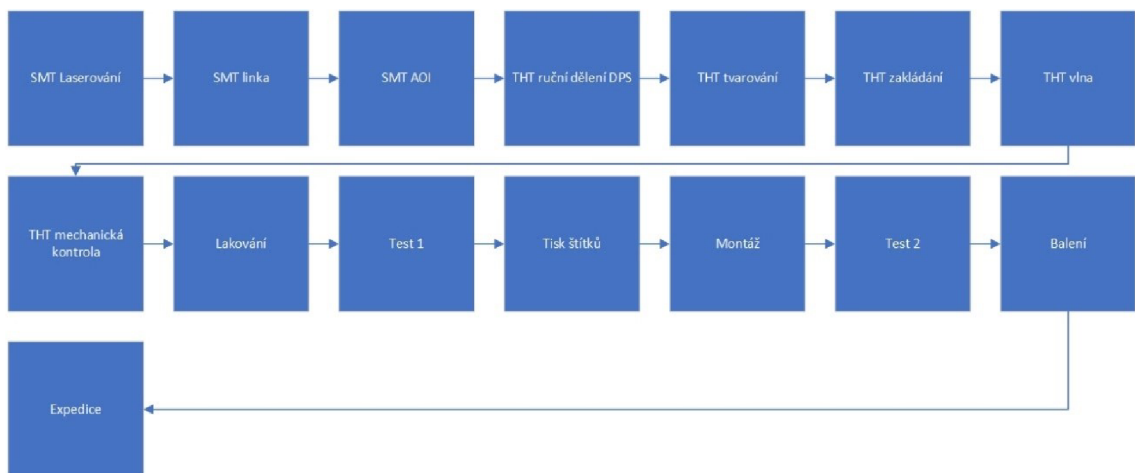 SMT Laserování
SMT linka
SMT AOI
THT ruční dělení DPS
THT tvarování
THT zakládání
THT vlna
THT mechanická
kontrola
Lakování
Test 1
Tisk štítků
Montáž
Test 2
Balení
Expedice